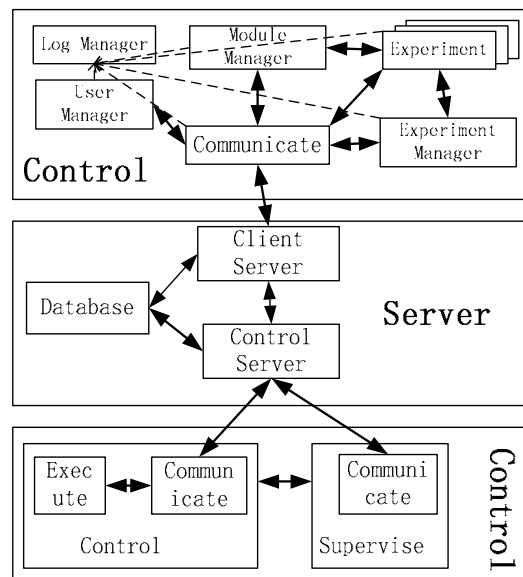 Log Manager
Module
Manager
Experiment
User
Manager
Communicate
Experiment
Manager
Control
Client
Server
Database
Control
Server
Server
Exec
ute
Commun
icate
Control
Communi
cate
Supervise
Control